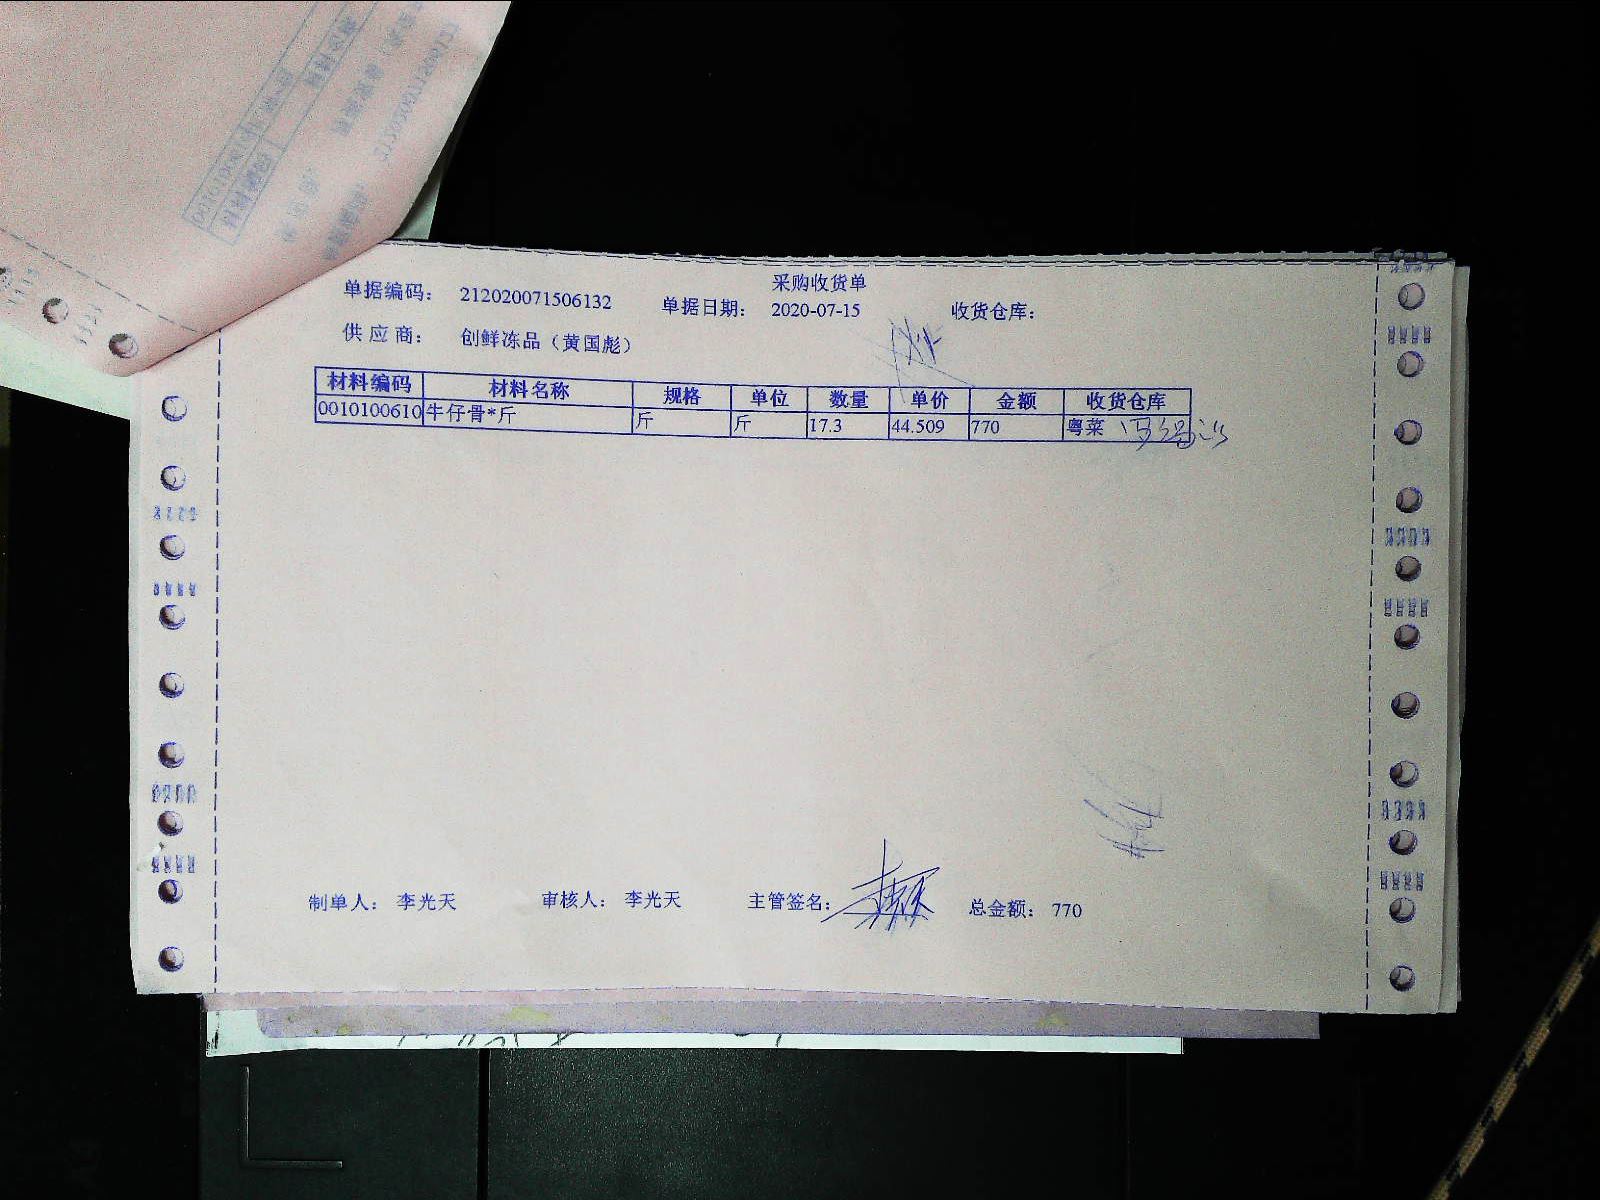 采购收货单
单据编码： 212020071506132 单据日期： 2020-07-15 收货仓库：
供 应 商： 创鲜冻品（黄国彪）
材料编码 材料名称 规格 单位 数量 单价 金额 收货仓库
0010100610 牛仔骨*斤 斤 斤 17.3 44.509 770 粤菜
制单人： 李光天 审核人： 李光天 主管签名： 总金额： 770